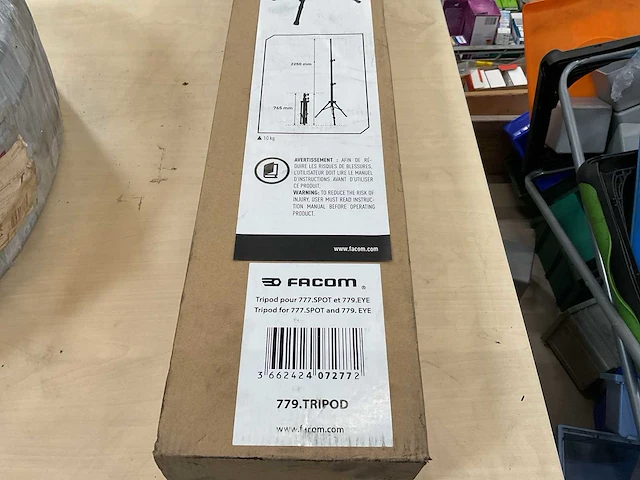 2250 mm
765 mm
10 kg
AVERTISSEMENT : AFIN DE RÉ-
DUIRE LES RISQUES DE BLESSURES,
L'UTILISATEUR DOIT LIRE LE MANUEL
D'INSTRUCTIONS, AVANT D'UTILISER
CE PRODUIT.
WARNING: TO REDUCE THE RISK OF
INJURY, USER MUST READ INSTRUC-
TION MANUAL BEFORE OPERATING
PRODUCT.
www.facom.com
FACOM ®
Tripod pour 777.SPOT et 779.EYE
Tripod for 777.SPOT and 779. EYE
3 662424 072772
779.TRIPOD
www.facom.com